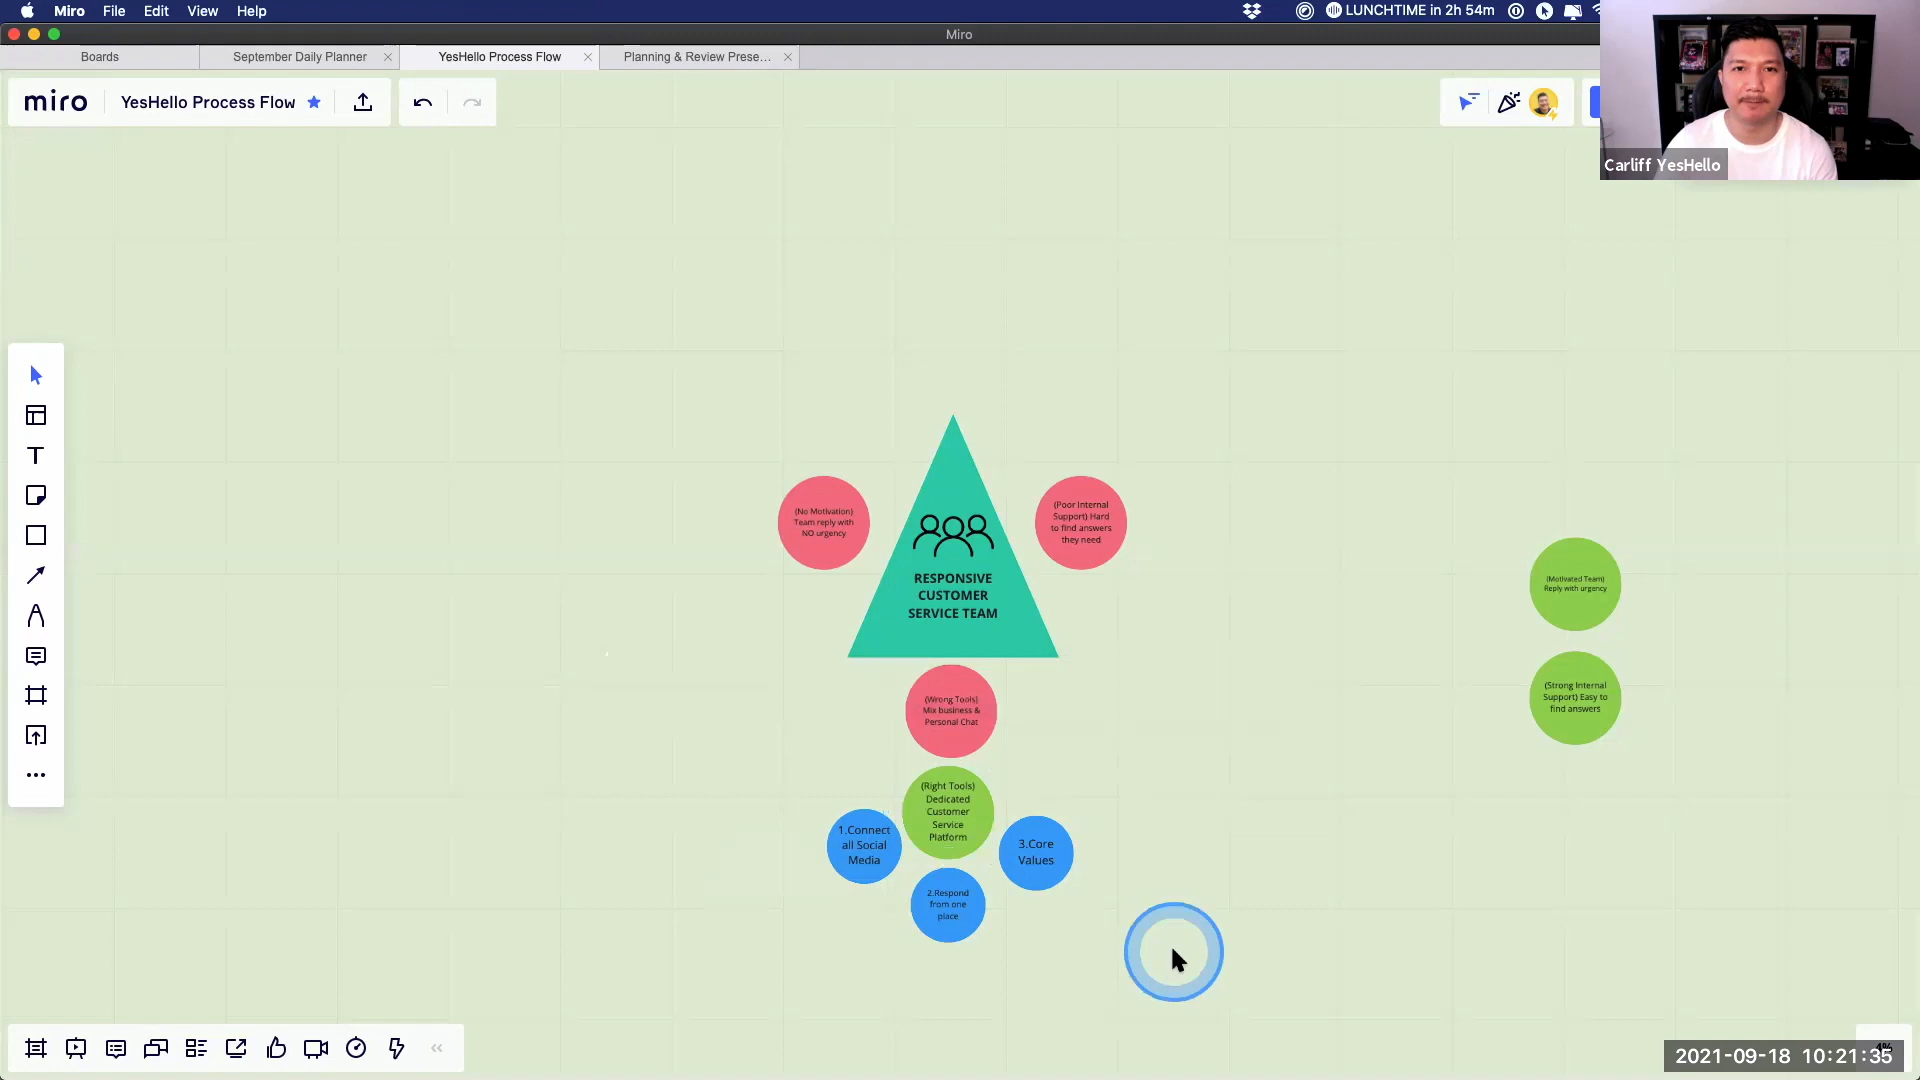 Miro File Edit View Help
LUNCHTIME in 2h 54m
Miro
Boards
September Daily Planner
YesHello Process Flow
Planning & Review Prese...
miro
YesHello Process Flow
Carliff YesHello
(No Motivation)
Team reply with
NO urgency
(Poor Internal
Support) Hard
to find answers
they need
RESPONSIVE
CUSTOMER
SERVICE TEAM
(Motivated Team)
Reply with urgency
(Strong Internal
Support) Easy to
find answers
(Wrong Tools)
Mix business &
Personal Chat
(Right Tools)
Dedicated
Customer
Service
Platform
1.Connect
all Social
Media
2.Respond
from one
place
3.Core
Values
2021-09-18 10:21:35